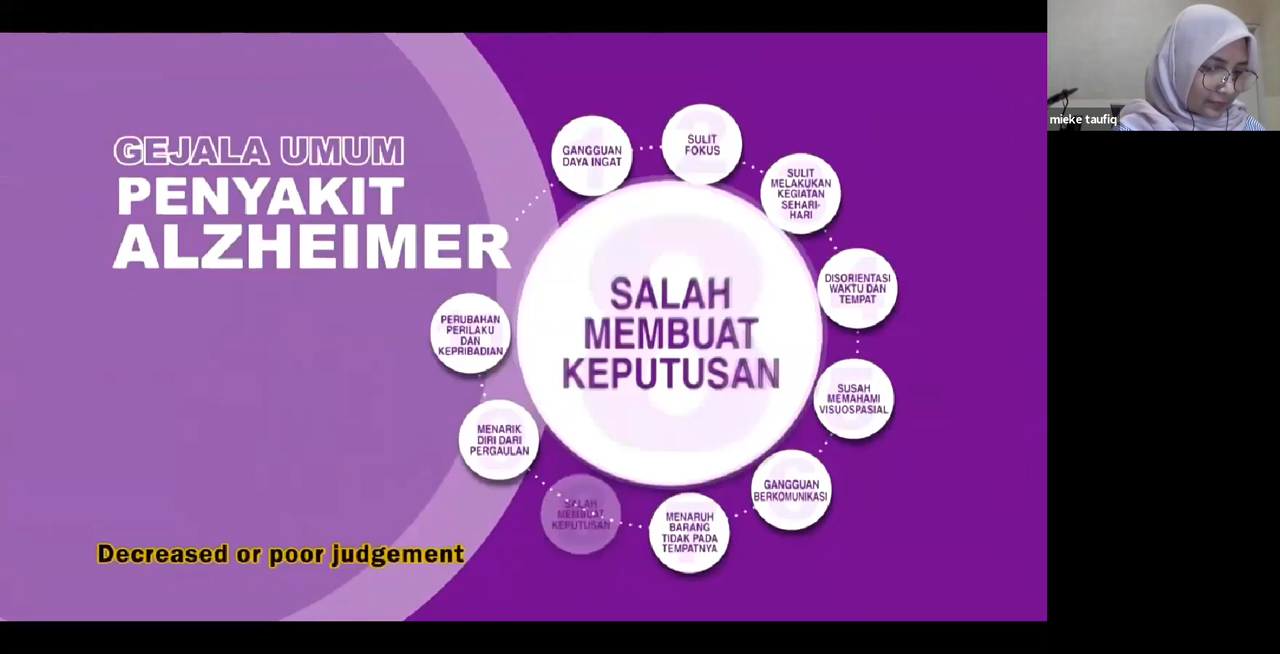 GEJALA UMUM
PENYAKIT
ALZHEIMER
GANGGUAN
DAYA INGAT
SULIT
FOKUS
SULIT
MELAKUKAN
KEGIATAN
SEHARI-
HARI
DISORIENTASI
WAKTU DAN
TEMPAT
SUSAH
MEMAHAMI
VISUOSPASIAL
GANGGUAN
BERKOMUNIKASI
MENARUH
BARANG
TIDAK PADA
TEMPATNYA
SALAH
MEMBUAT
KEPUTUSAN
MENARIK
DIRI DARI
PERGAULAN
PERUBAHAN
PERILAKU
DAN
KEPRIBADIAN
8
SALAH
MEMBUAT
KEPUTUSAN
Decreased or poor judgement
mieke taufiq